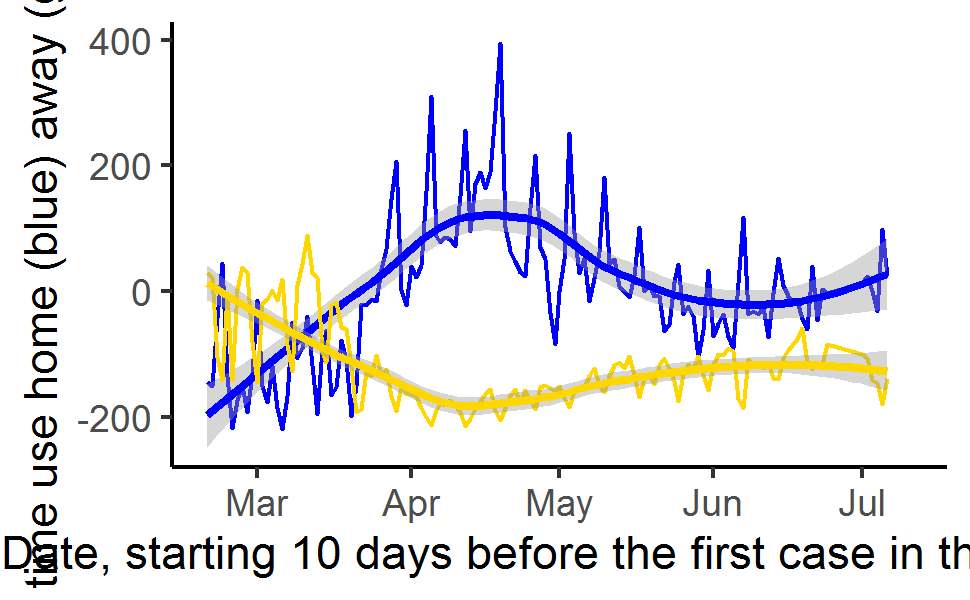 time use home (blue) away (
400
200
0
-200
Mar Apr May Jun Jul
Date, starting 10 days before the first case in th